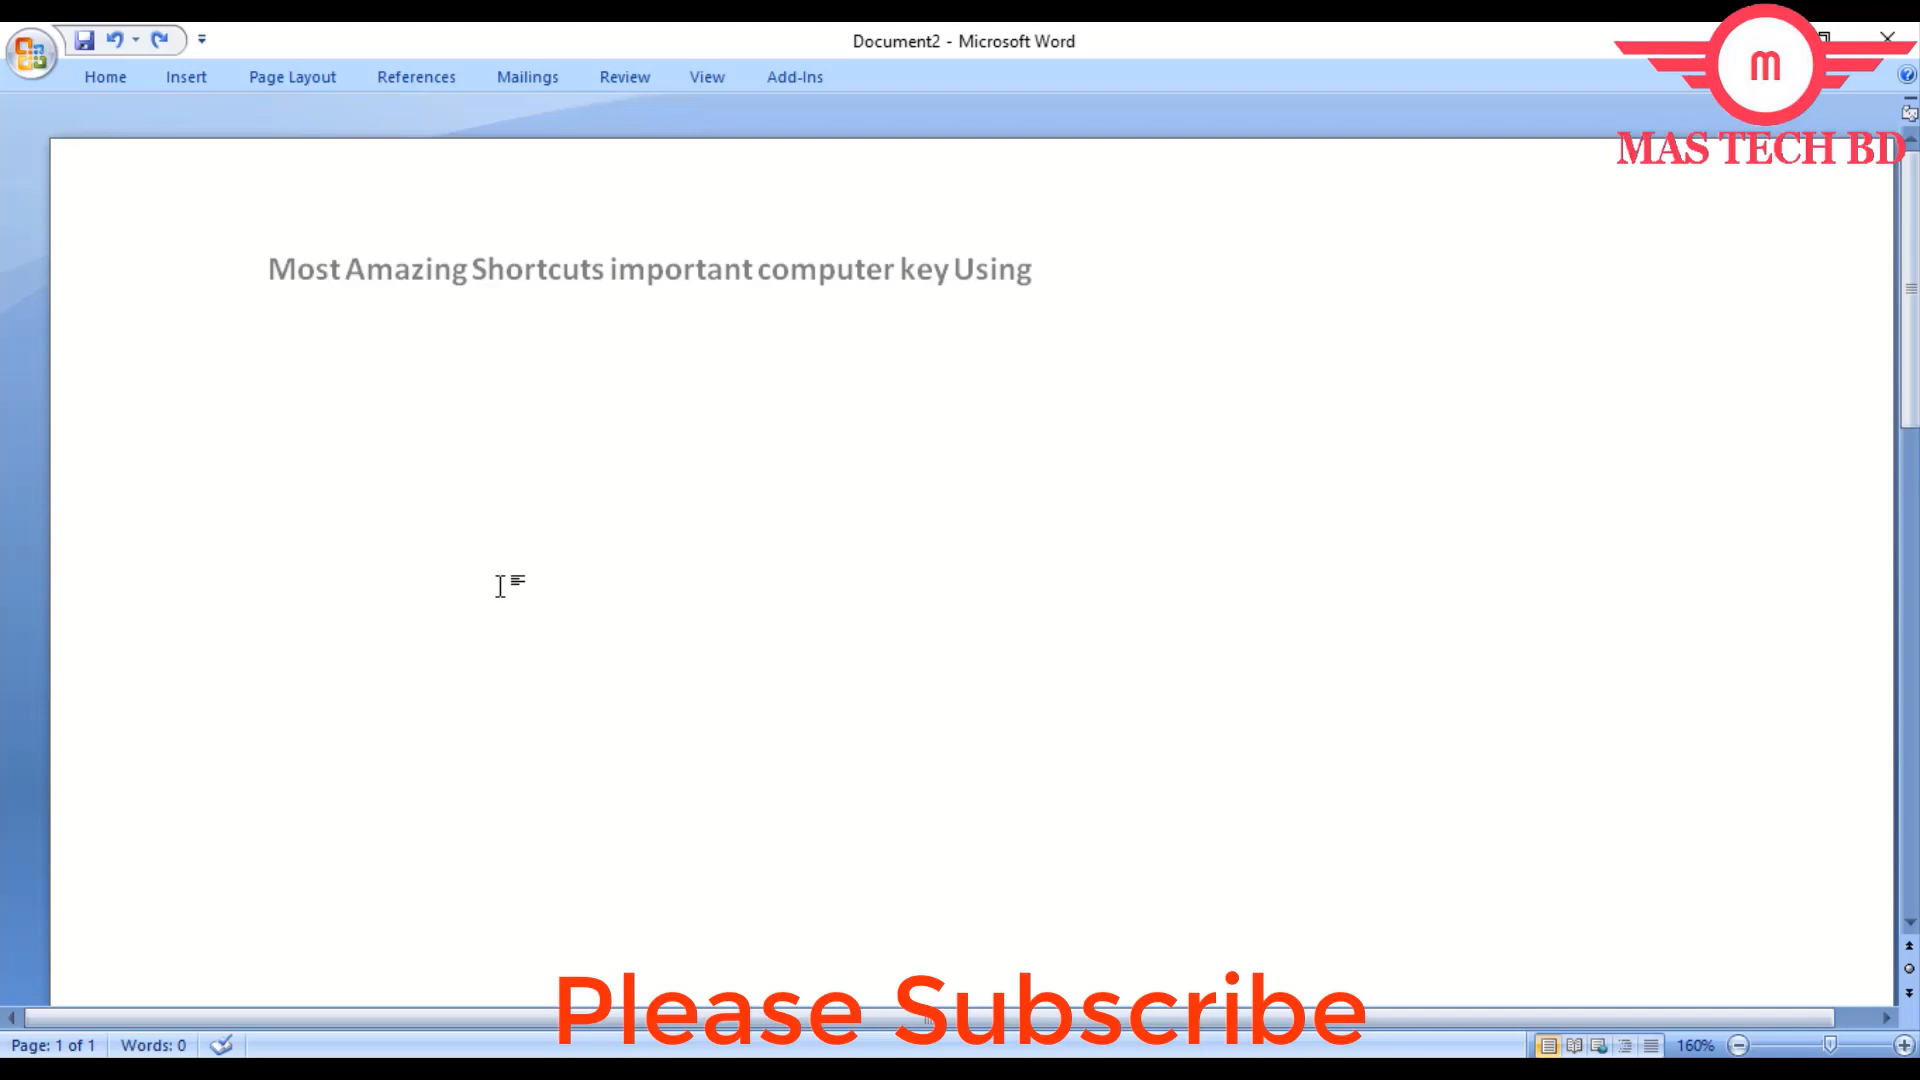 Document2 - Microsoft Word
Home Insert Page Layout References Mailings Review View Add-Ins
m
MAS TECH BD
Most Amazing Shortcuts important computer key Using
Please Subscribe
Page: 1 of 1 Words: 0 160%